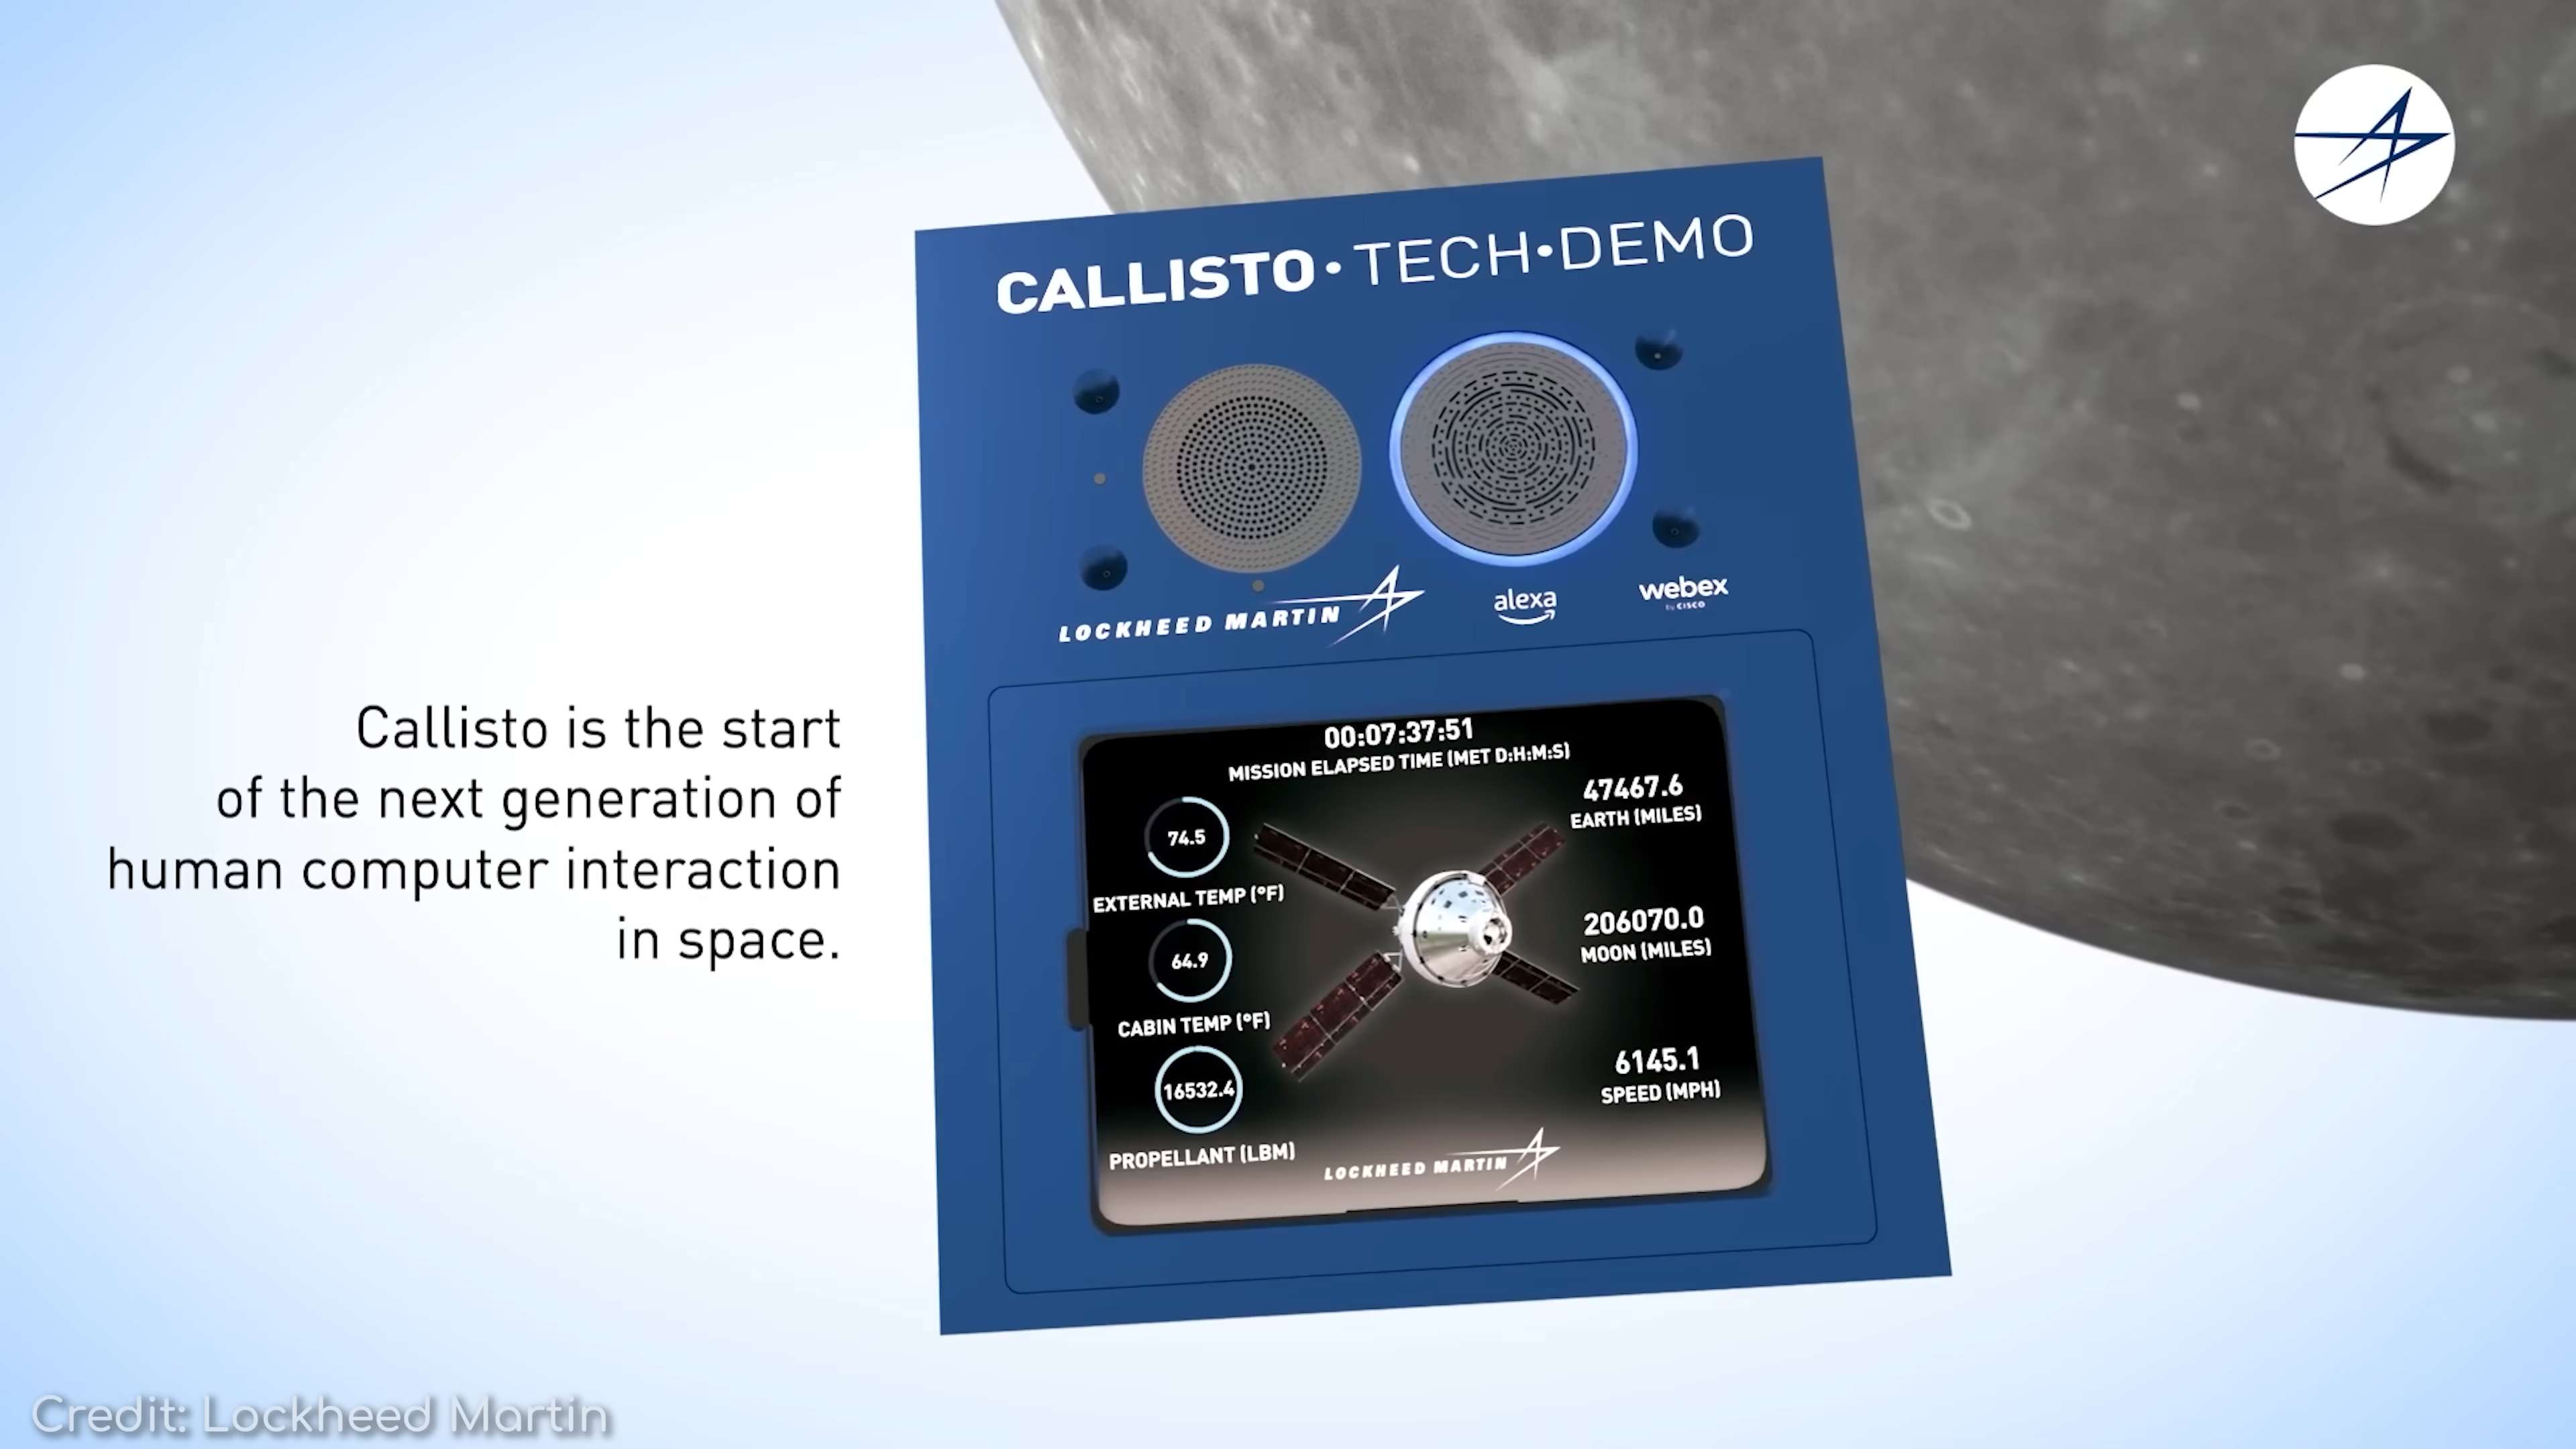 CALLISTO • TECH • DEMO
LOCKHEED MARTIN
alexa
webex
by CISCO
Callisto is the start
of the next generation of
human computer interaction
in space.
00:07:37:51
MISSION ELAPSED TIME (MET D:H:M:S)
74.5
EXTERNAL TEMP (°F)
64.9
CABIN TEMP (°F)
16532.4
PROPELLANT (LBM)
47467.6
EARTH (MILES)
206070.0
MOON (MILES)
6145.1
SPEED (MPH)
LOCKHEED MARTIN
Credit: Lockheed Martin